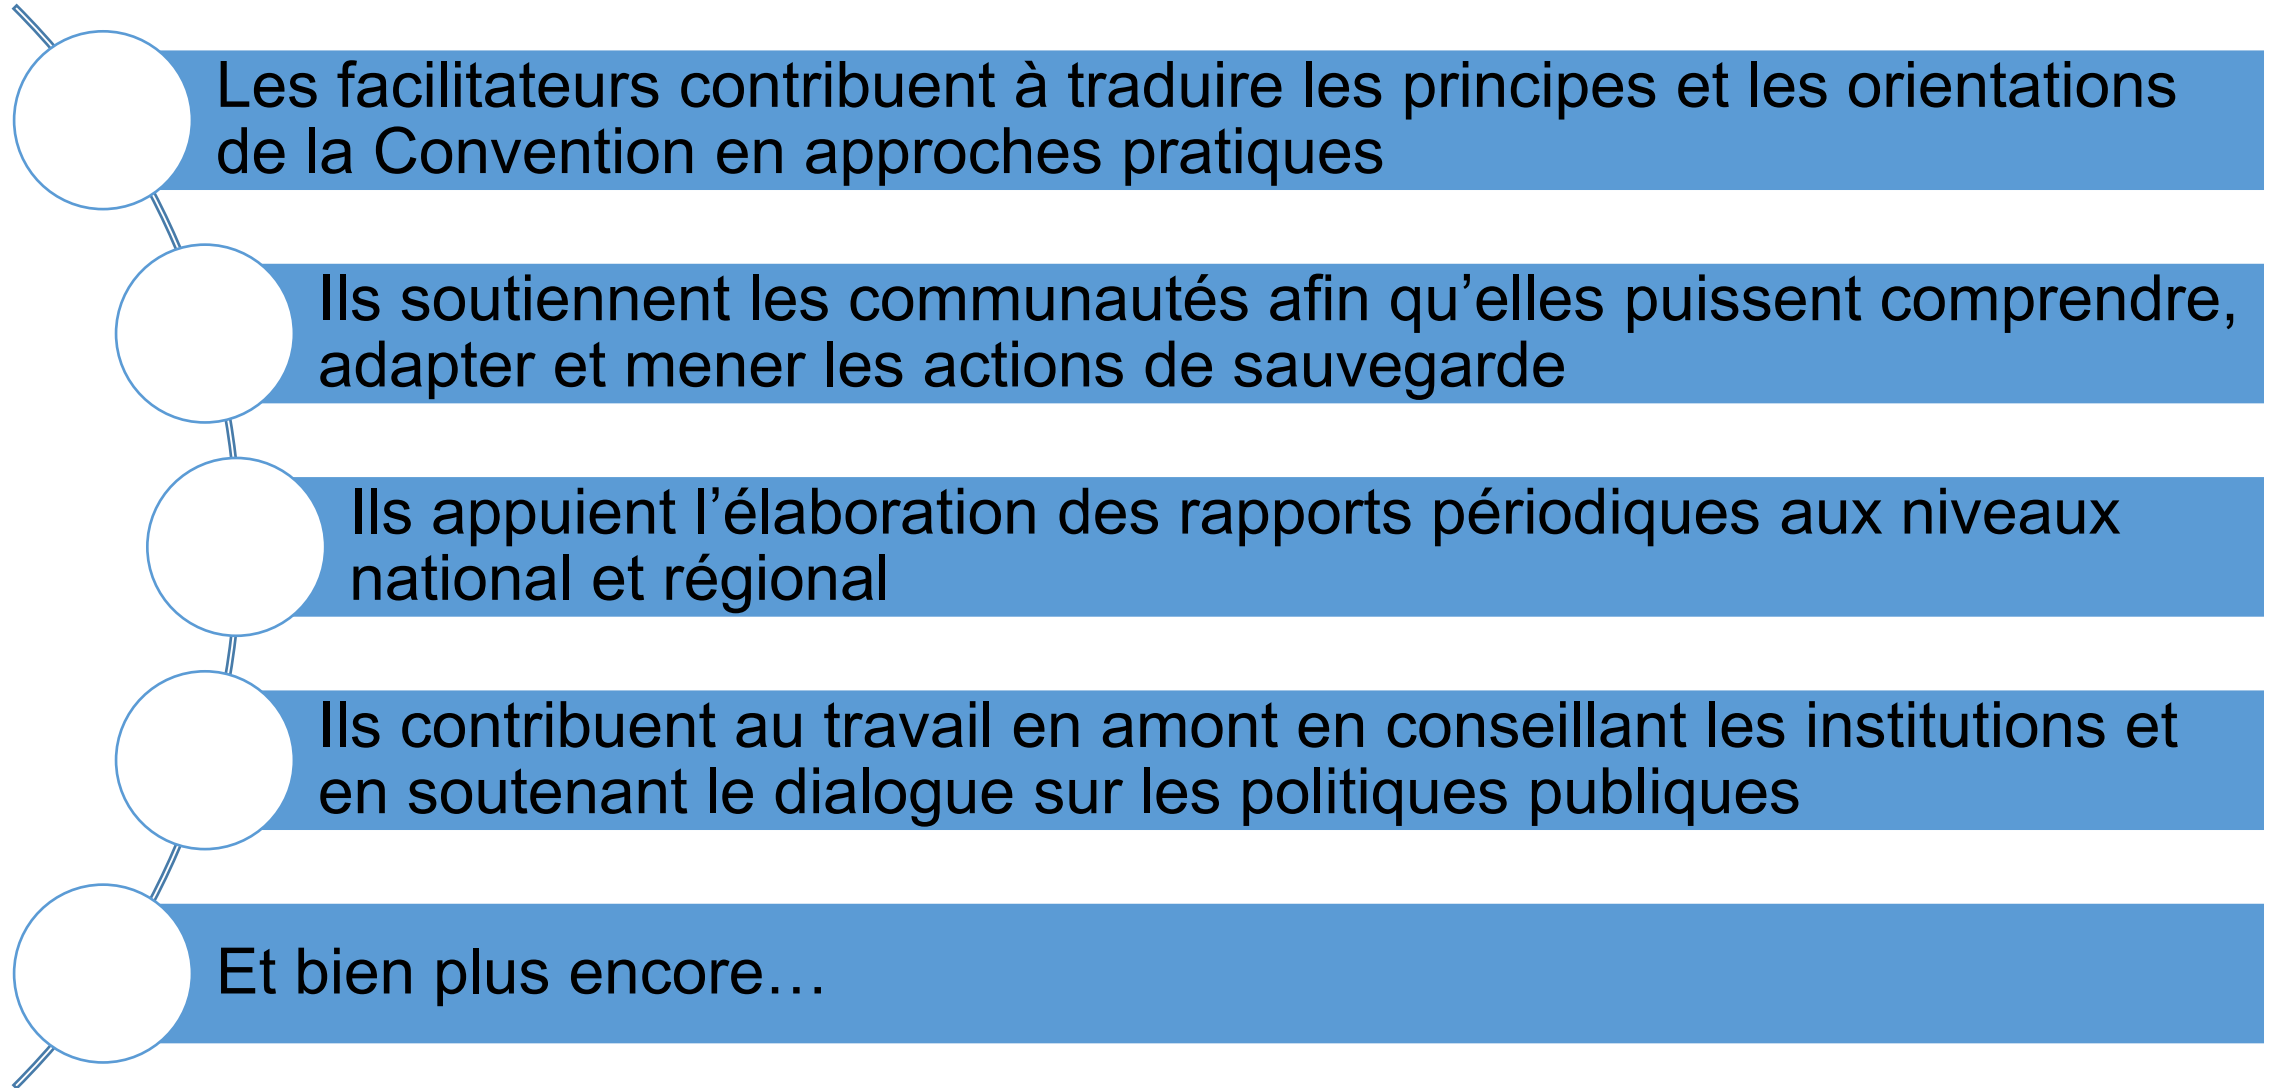 Les facilitateurs contribuent à traduire les principes et les orientations
de la Convention en approches pratiques
Ils soutiennent les communautés afin qu’elles puissent comprendre,
adapter et mener les actions de sauvegarde
Ils appuient l’élaboration des rapports périodiques aux niveaux
national et régional
Ils contribuent au travail en amont en conseillant les institutions et
en soutenant le dialogue sur les politiques publiques
Et bien plus encore…